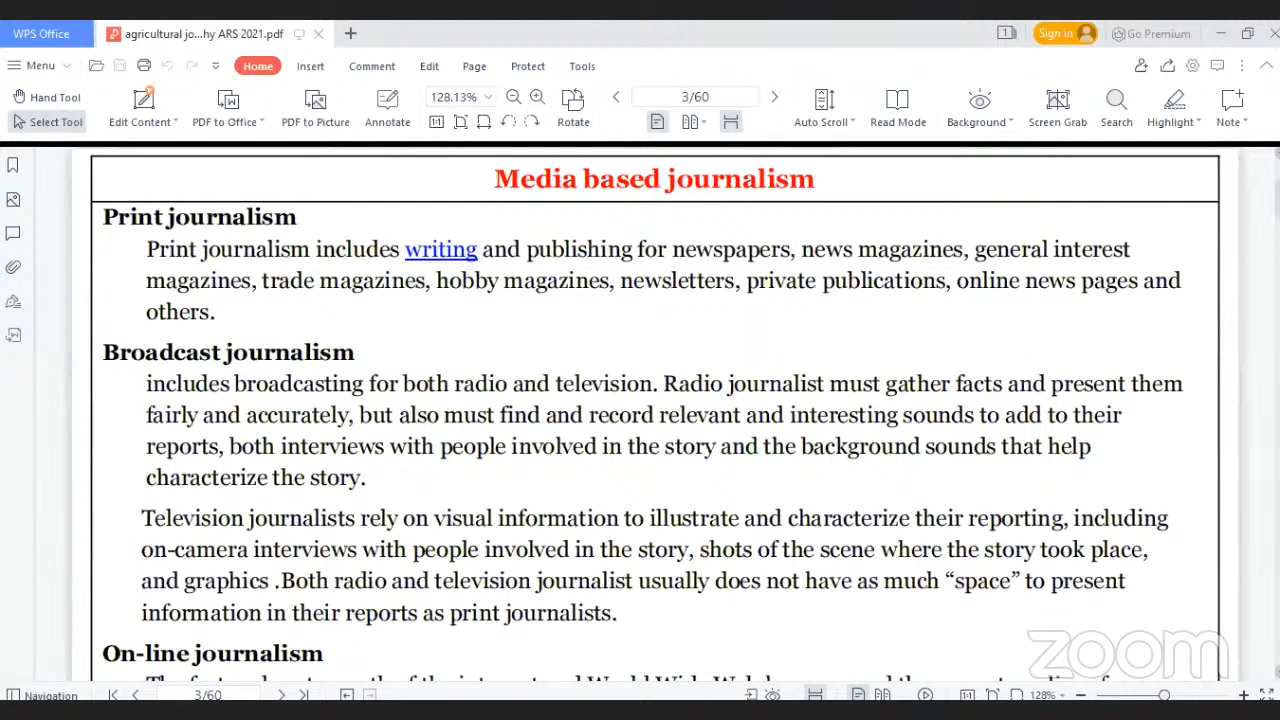 WPS Office
agricultural jo...hy ARS 2021.pdf
1
Sign in
Go Premium
Menu
Home
Insert
Comment
Edit
Page
Protect
Tools
Hand Tool
Select Tool
Edit Content
PDF to Office
PDF to Picture
Annotate
128.13%
Rotate
3/60
Auto Scroll
Read Mode
Background
Screen Grab
Search
Highlight
Note
Media based journalism
Print journalism
Print journalism includes writing and publishing for newspapers, news magazines, general interest
magazines, trade magazines, hobby magazines, newsletters, private publications, online news pages and
others.
Broadcast journalism
includes broadcasting for both radio and television. Radio journalist must gather facts and present them
fairly and accurately, but also must find and record relevant and interesting sounds to add to their
reports, both interviews with people involved in the story and the background sounds that help
characterize the story.
Television journalists rely on visual information to illustrate and characterize their reporting, including
on-camera interviews with people involved in the story, shots of the scene where the story took place,
and graphics .Both radio and television journalist usually does not have as much “space” to present
information in their reports as print journalists.
On-line journalism
zoom
Navigation
3/60
128%